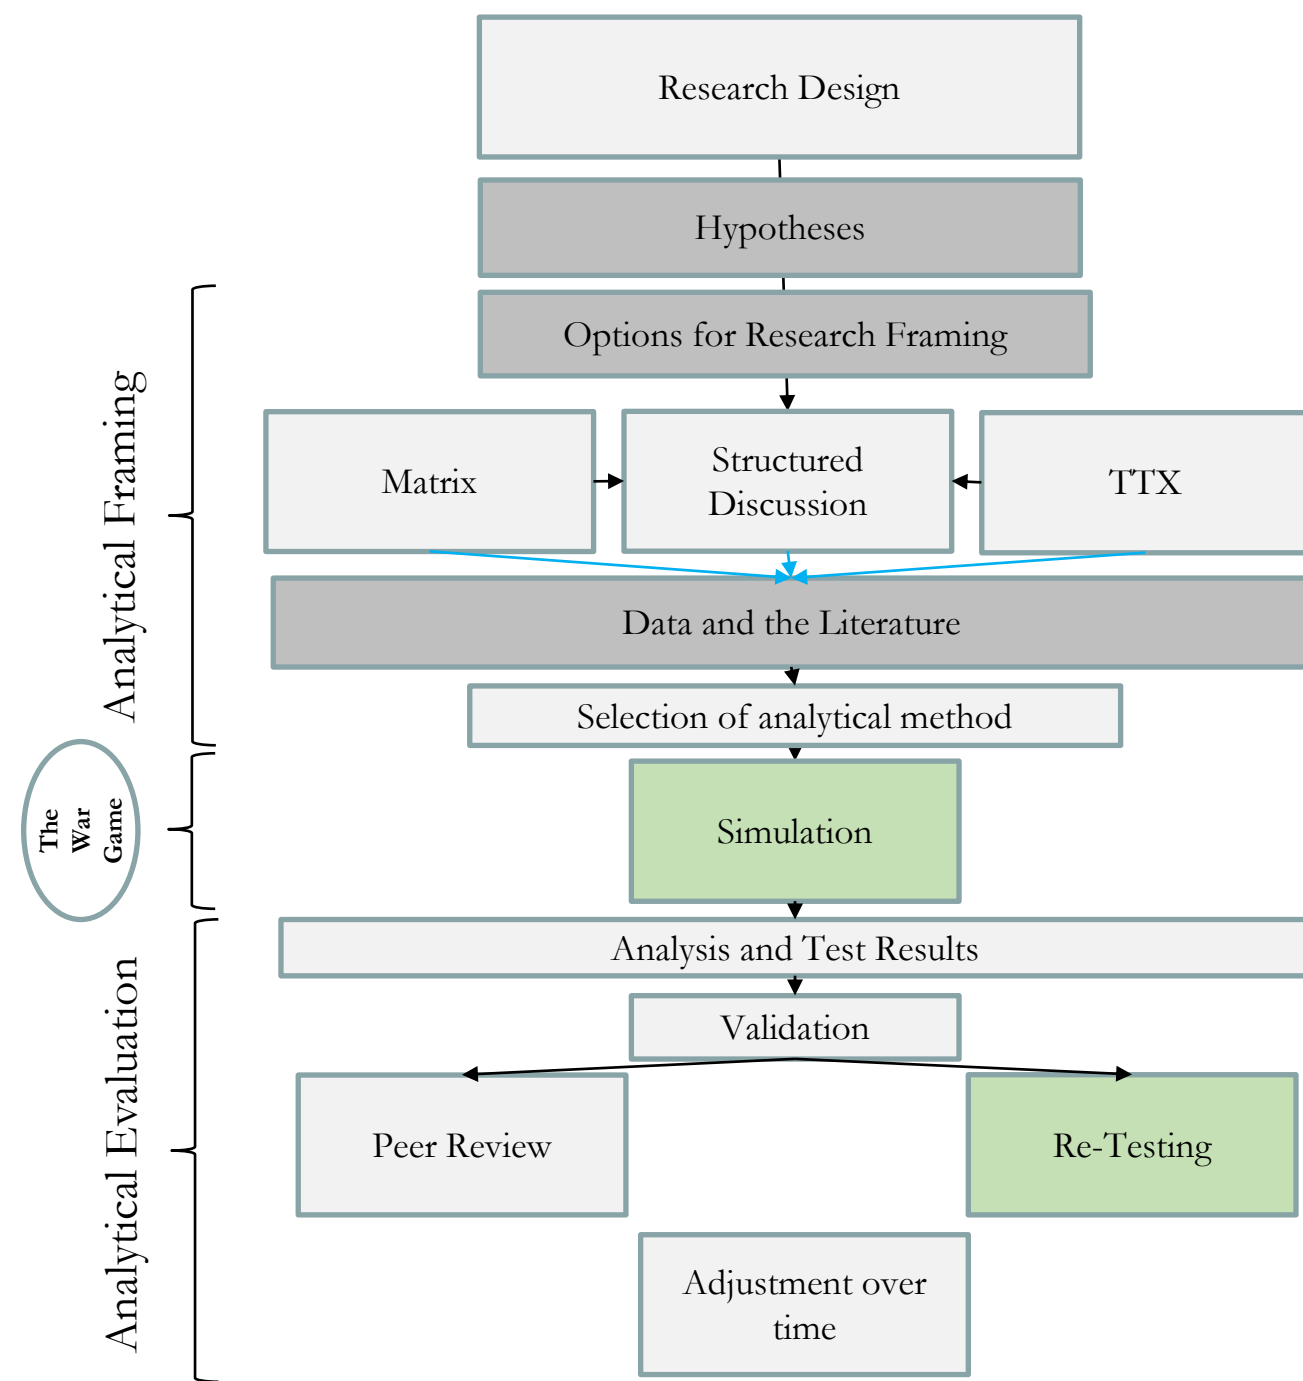 Research Design
Hypotheses
Options for Research Framing
Analytical Framing
Matrix
Structured
Discussion
TTX
Data and the Literature
Selection of analytical method
The
War
Game
Simulation
Analysis and Test Results
Analytical Evaluation
Validation
Peer Review
Re-Testing
Adjustment over
time